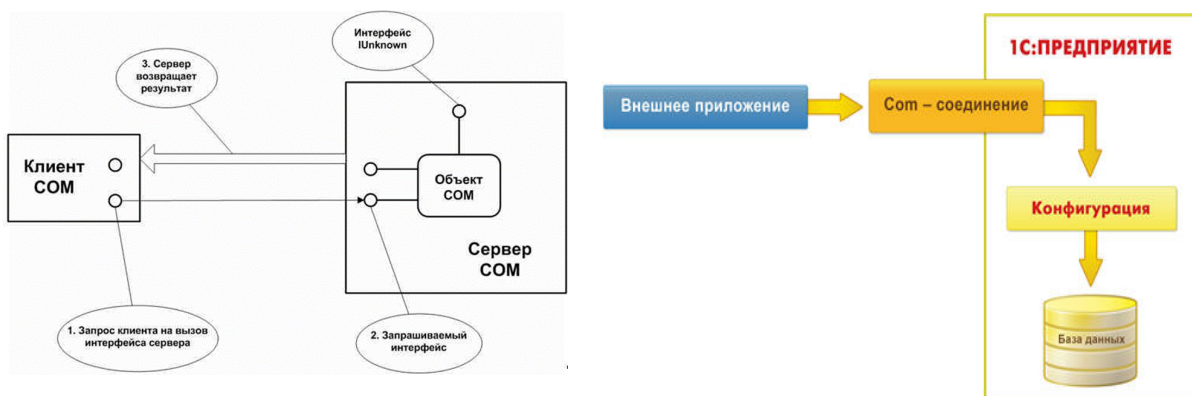 Интерфейс
IUnknown
3. Сервер
возвращает
результат
Клиент
COM
Объект
COM
Сервер
COM
1. Запрос клиента на вызов
интерфейса сервера
2. Запрашиваемый
интерфейс
1С:ПРЕДПРИЯТИЕ
Внешнее приложение
Com – соединение
Конфигурация
База данных